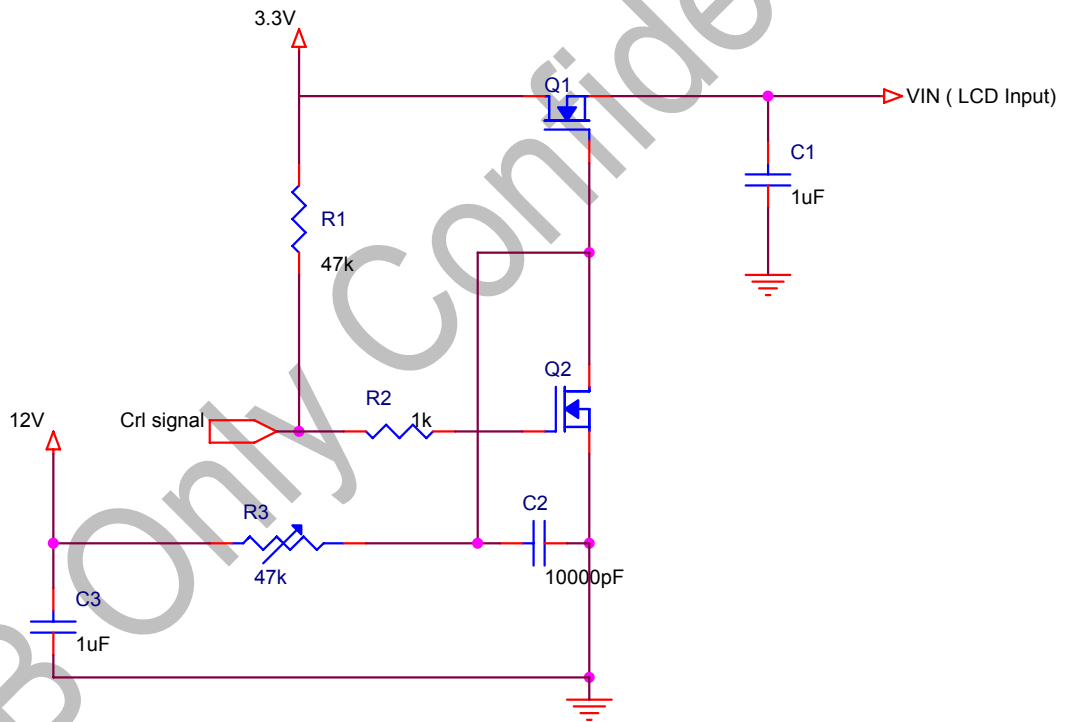 3.3V
Q1
VIN ( LCD Input)
C1
1uF
R1
47k
Q2
12V
Crl signal
R2
1k
R3
47k
C2
10000pF
C3
1uF
B Only Confide